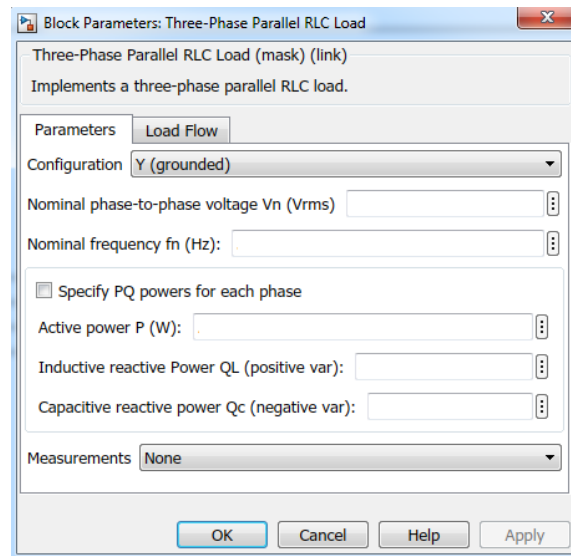 Block Parameters: Three-Phase Parallel RLC Load
Three-Phase Parallel RLC Load (mask) (link)
Implements a three-phase parallel RLC load.
Parameters Load Flow
Configuration Y (grounded)
Nominal phase-to-phase voltage Vn (Vrms)
Nominal frequency fn (Hz):
Specify PQ powers for each phase
Active power P (W):
Inductive reactive Power QL (positive var):
Capacitive reactive power Qc (negative var):
Measurements None
OK Cancel Help Apply